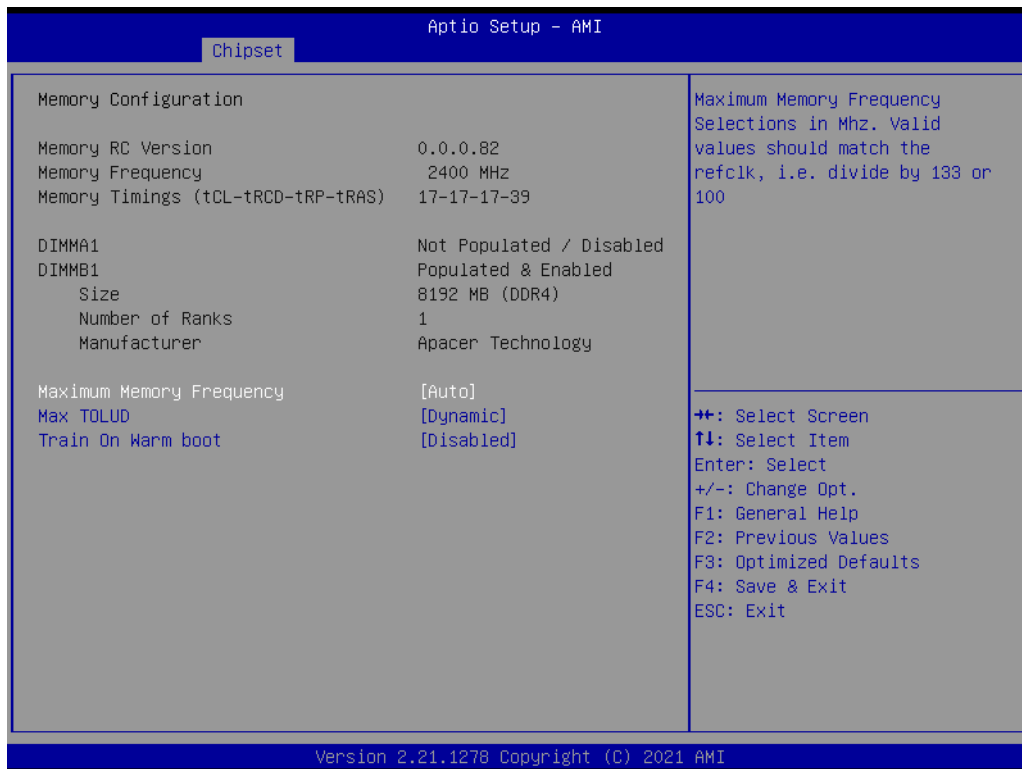 Aptio Setup - AMI
Chipset
Memory Configuration
Memory RC Version 0.0.0.82
Memory Frequency 2400 MHz
Memory Timings (tCL-tRCD-tRP-tRAS) 17-17-17-39
DIMMA1 Not Populated / Disabled
DIMMB1 Populated & Enabled
Size 8192 MB (DDR4)
Number of Ranks 1
Manufacturer Apacer Technology
Maximum Memory Frequency [Auto]
Max TOLUD [Dynamic]
Train On Warm boot [Disabled]
Maximum Memory Frequency
Selections in Mhz. Valid
values should match the
refclk, i.e. divide by 133 or
100
→←: Select Screen
↑↓: Select Item
Enter: Select
+/-: Change Opt.
F1: General Help
F2: Previous Values
F3: Optimized Defaults
F4: Save & Exit
ESC: Exit
Version 2.21.1278 Copyright (C) 2021 AMI